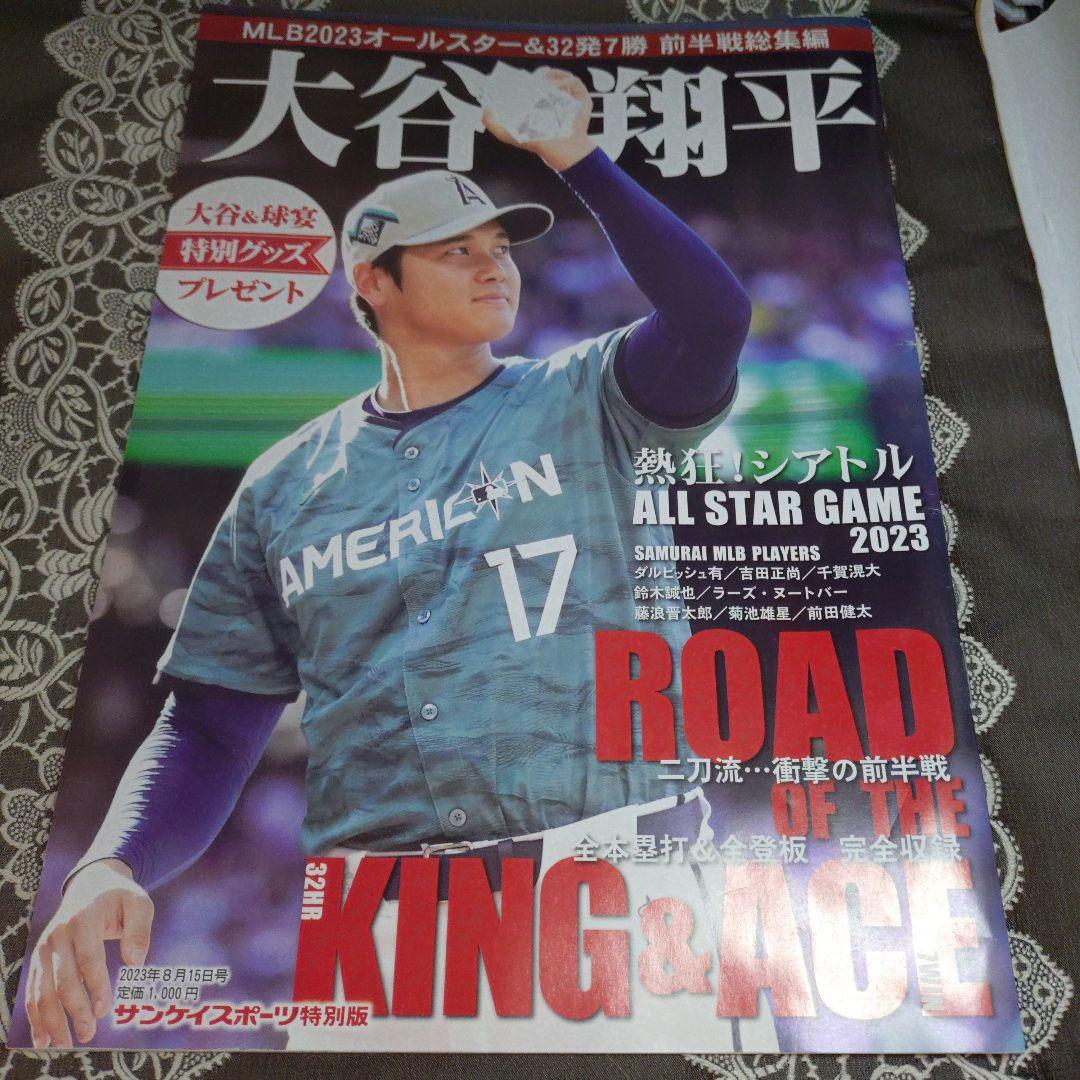 MLB2023オールスター&32発7勝 前半戦総集編
大谷翔平
大谷&球宴
特別グッズ
プレゼント
A
AMERICAN
17
熱狂!シアトル
ALL STAR GAME
2023
SAMURAI MLB PLAYERS
ダルビッシュ有/吉田正尚/千賀滉大
鈴木誠也/ラーズ・ヌートバー
藤浪晋太郎/菊池雄星/前田健太
ROAD
二刀流…衝撃の前半戦
OF THE
全本塁打&全登板 完全収録
32HR
KING&ACE
7WIN
2023年8月15日号
定価1,000円
サンケイスポーツ特別版